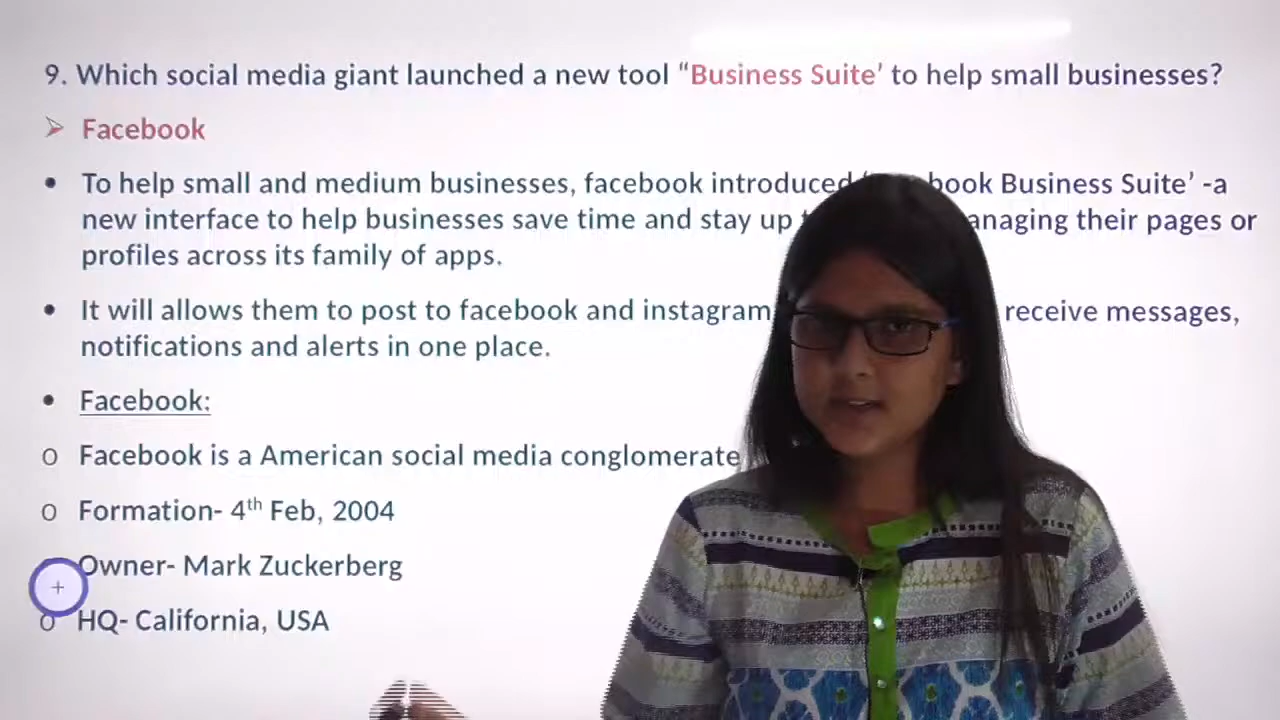 9. Which social media giant launched a new tool “Business Suite’ to help small businesses?
Facebook
To help small and medium businesses, facebook introduced Business Suite’ -a
new interface to help businesses save time and stay up their pages or
profiles across its family of apps.
It will allows them to post to facebook and instagram receive messages,
notifications and alerts in one place.
Facebook:
o Facebook is a American social media conglomerate
o Formation- 4th Feb, 2004
Owner- Mark Zuckerberg
o HQ- California, USA